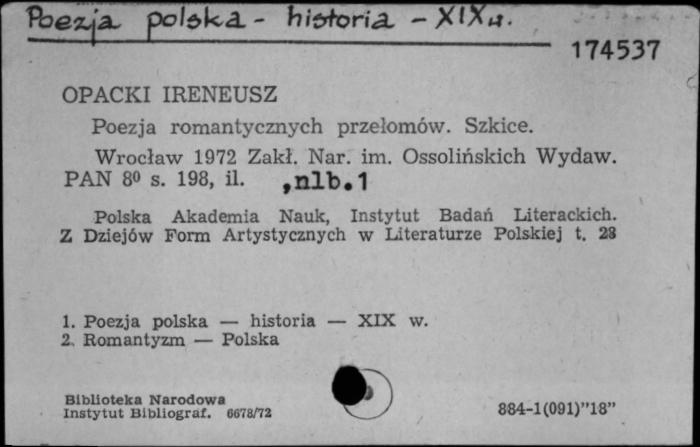 Poezja polska - historia - XIX w.
174537
OPACKI IRENEUSZ
Poezja romantycznych przełomów. Szkice.
Wrocław 1972 Zakł. Nar. im. Ossolińskich Wydaw.
PAN 8⁰ s. 198, il. ,nlb.1
Polska Akademia Nauk, Instytut Badań Literackich.
Z Dziejów Form Artystycznych w Literaturze Polskiej t. 28
1. Poezja polska — historia — XIX w.
2. Romantyzm — Polska
Biblioteka Narodowa
Instytut Bibliograf. 6678/72
884-1(091)"18"